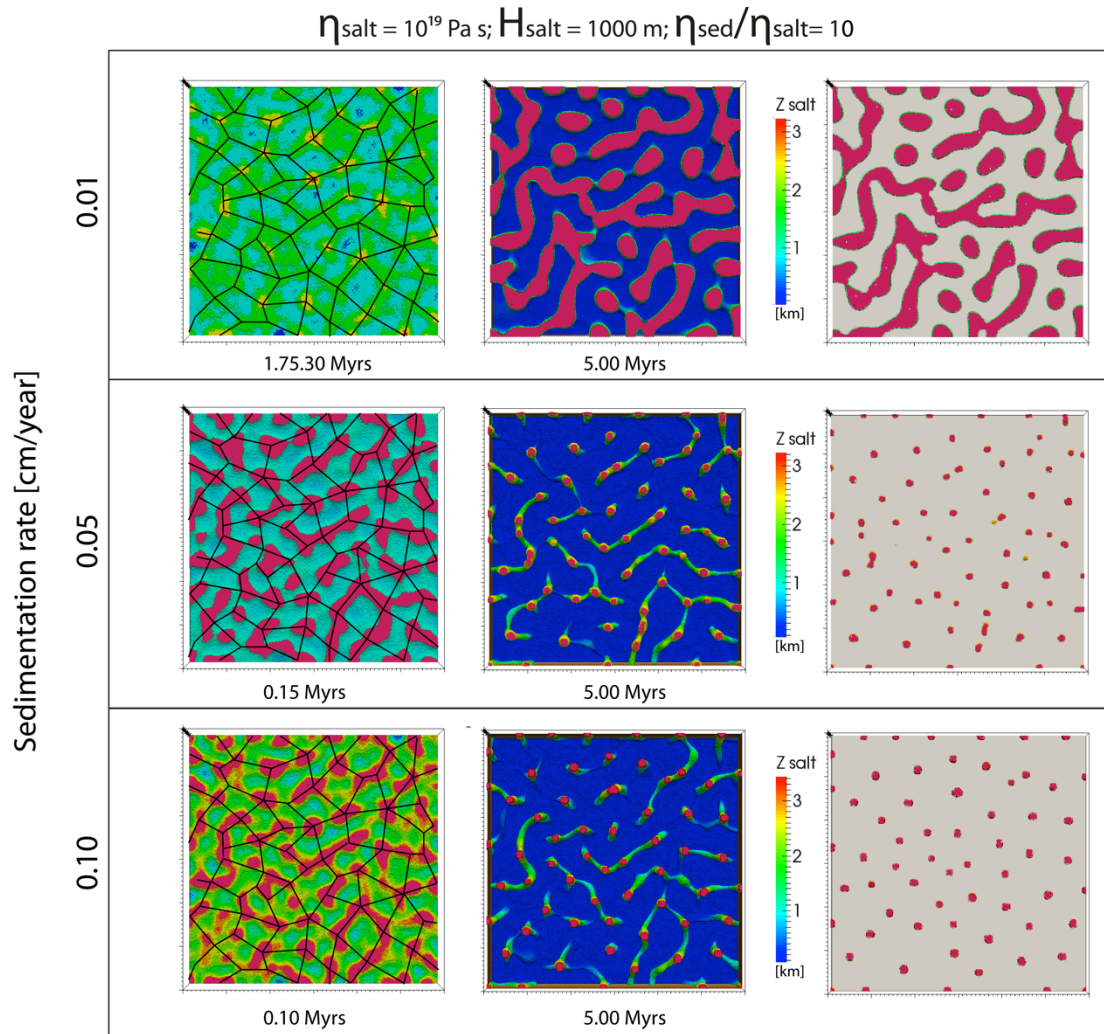 ηsalt = 10¹⁹ Pa s; Hsalt = 1000 m; ηsed/ηsalt= 10
Sedimentation rate [cm/year]
0.01
Z salt
3
2
1
[km]
1.75.30 Myrs
5.00 Myrs
0.05
Z salt
3
2
1
[km]
0.15 Myrs
5.00 Myrs
0.10
Z salt
3
2
1
[km]
0.10 Myrs
5.00 Myrs